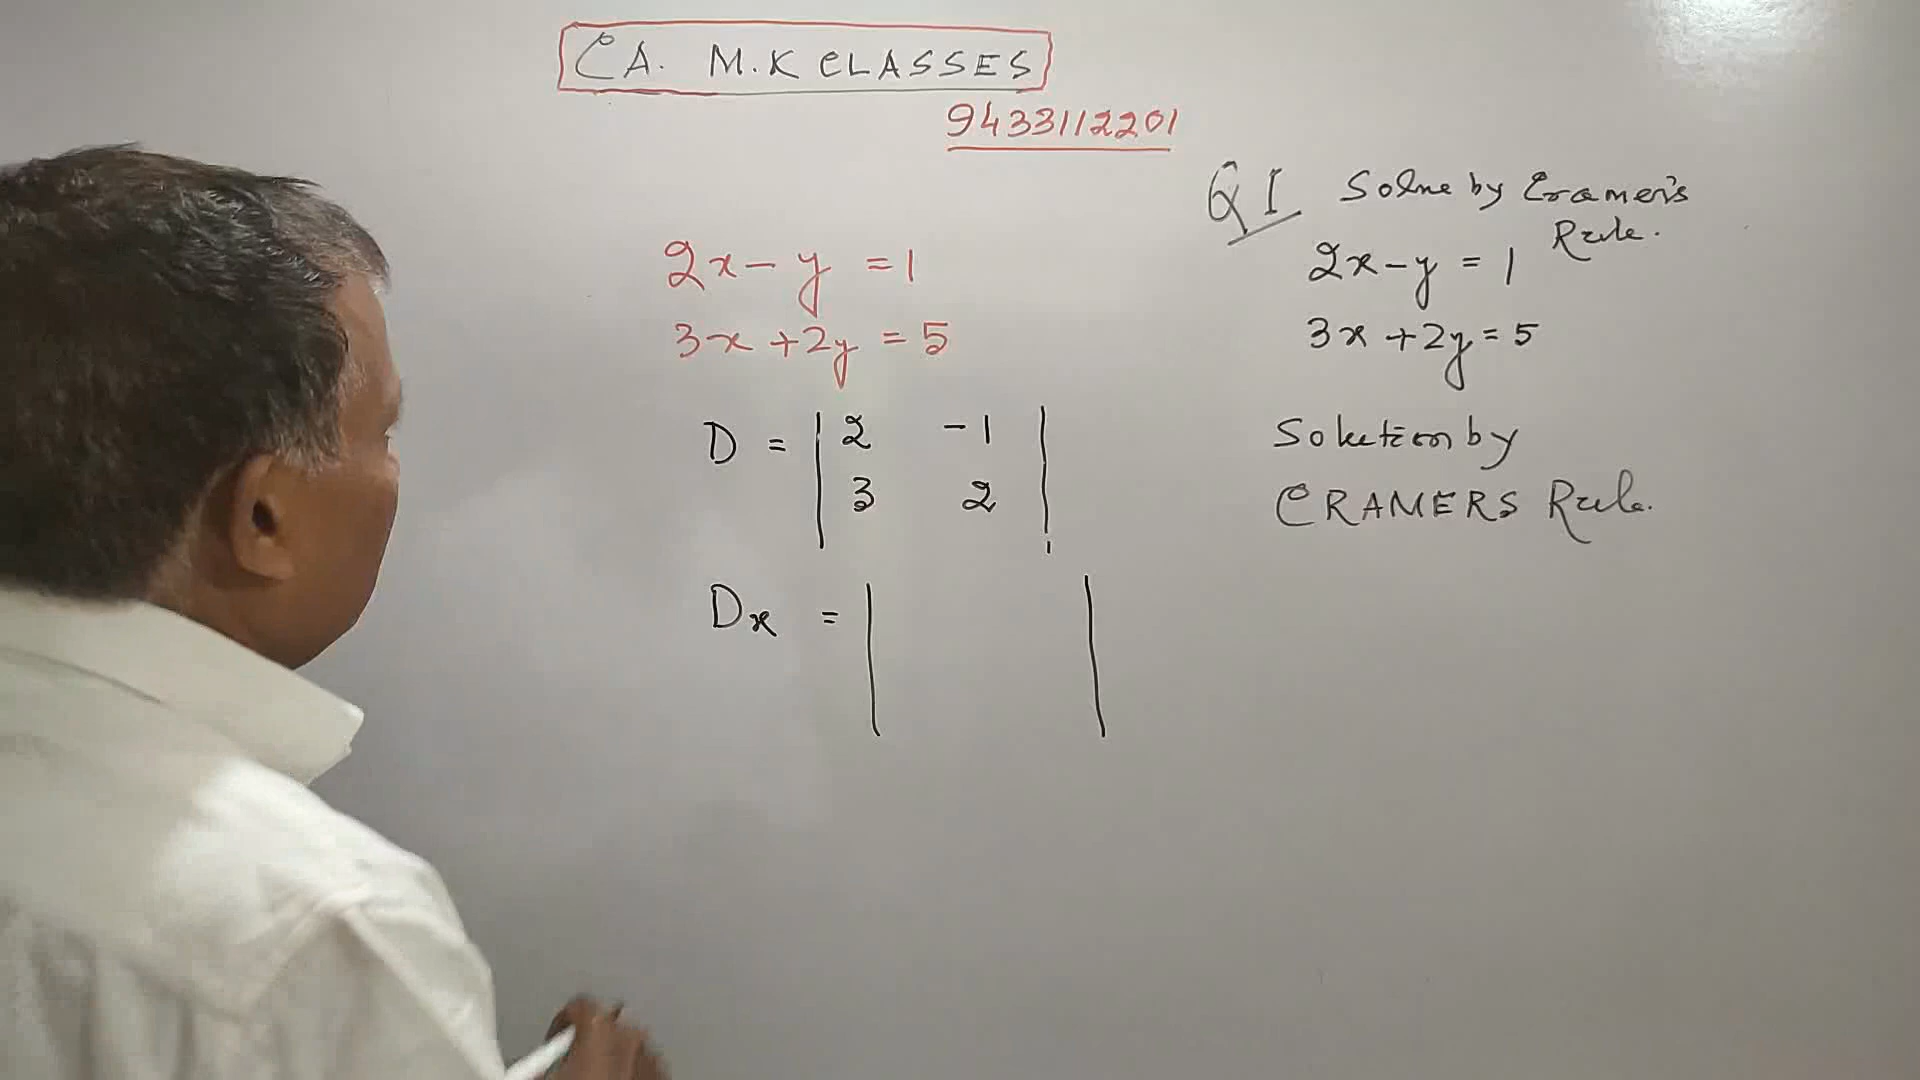 CA. M.K CLASSES
9433112201
Q1 Solve by Cramer's
Rule.
2x - y = 1
3x + 2y = 5
2x - y = 1
3x + 2y = 5
D = | 2 -1 |
| 3 2 |
Solution by
CRAMERS Rule.
Dx = | |